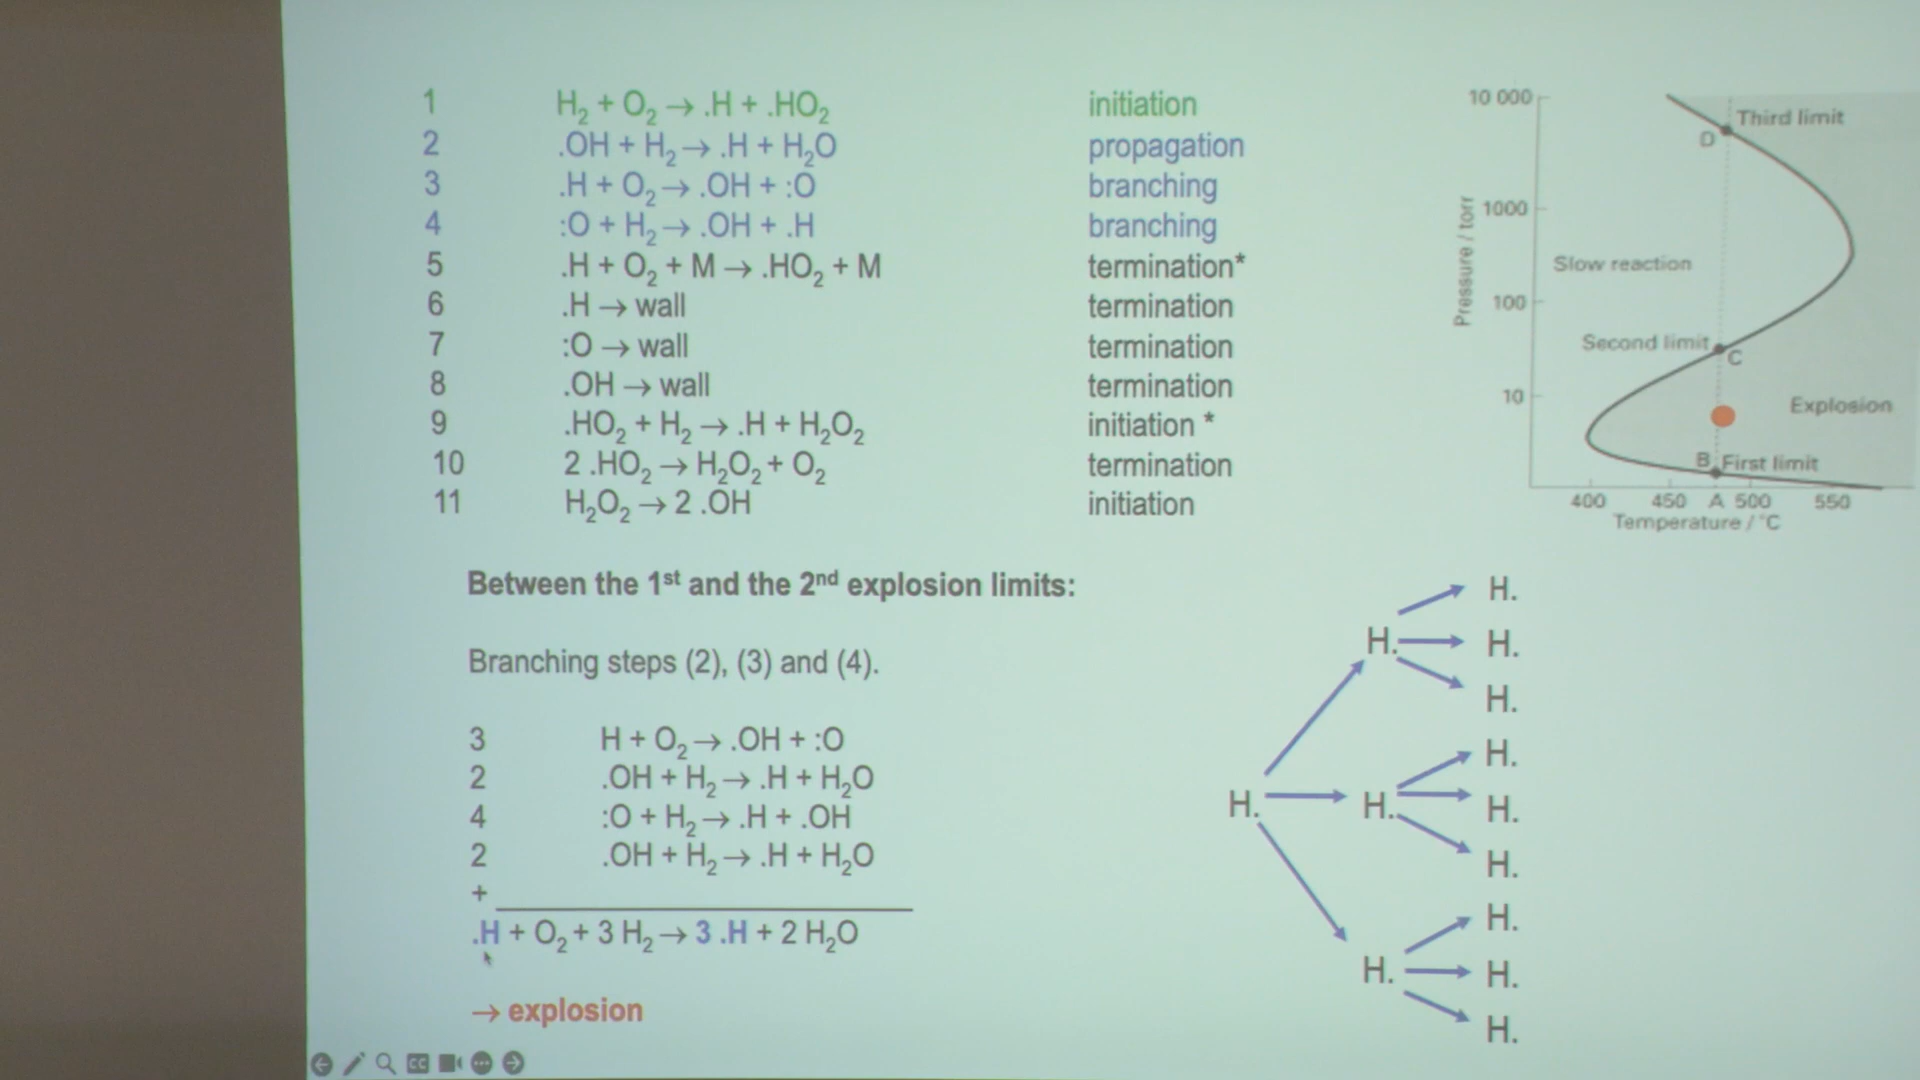 1 H₂ + O₂ → .H + .HO₂ initiation
2 .OH + H₂ → .H + H₂O propagation
3 .H + O₂ → .OH + :O branching
4 :O + H₂ → .OH + .H branching
5 .H + O₂ + M → .HO₂ + M termination*
6 .H → wall termination
7 :O → wall termination
8 .OH → wall termination
9 .HO₂ + H₂ → .H + H₂O₂ initiation *
10 2 .HO₂ → H₂O₂ + O₂ termination
11 H₂O₂ → 2 .OH initiation
10 000
Third limit
D
1000
Pressure / torr
Slow reaction
100
Second limit
C
10
Explosion
B First limit
400 450 A 500 550
Temperature / °C
Between the 1st and the 2nd explosion limits:
Branching steps (2), (3) and (4).
3 H + O₂ → .OH + :O
2 .OH + H₂ → .H + H₂O
4 :O + H₂ → .H + .OH
2 .OH + H₂ → .H + H₂O
+
.H + O₂ + 3 H₂ → 3 .H + 2 H₂O
→ explosion
H.
H.
H.
H.
H.
H.
H.
H.
H.
H.
H.
H.
H.
CC